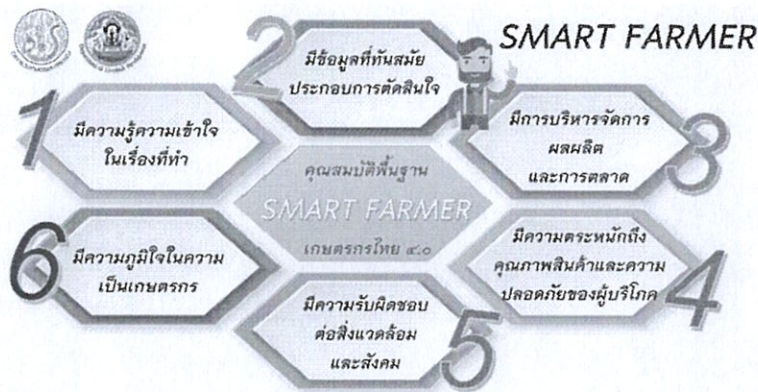 SMART FARMER
1
มีความรู้ความเข้าใจ
ในเรื่องที่ทำ
2
มีข้อมูลที่ทันสมัย
ประกอบการตัดสินใจ
3
มีการบริหารจัดการ
ผลผลิต
และการตลาด
คุณสมบัติพื้นฐาน
SMART FARMER
เกษตรกรไทย ๔.๐
4
มีความตระหนักถึง
คุณภาพสินค้าและความ
ปลอดภัยของผู้บริโภค
5
มีความรับผิดชอบ
ต่อสิ่งแวดล้อม
และสังคม
6
มีความภูมิใจในความ
เป็นเกษตรกร